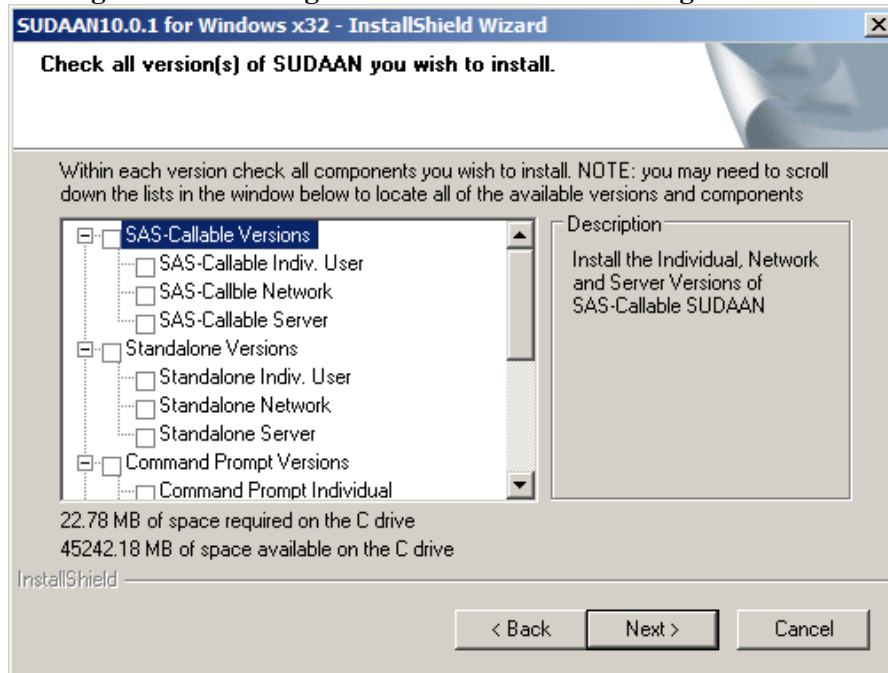 SUDAAN10.0.1 for Windows x32 - InstallShield Wizard
Check all version(s) of SUDAAN you wish to install.
Within each version check all components you wish to install. NOTE: you may need to scroll
down the lists in the window below to locate all of the available versions and components
SAS-Callable Versions
SAS-Callable Indiv. User
SAS-Callble Network
SAS-Callable Server
Standalone Versions
Standalone Indiv. User
Standalone Network
Standalone Server
Command Prompt Versions
Command Prompt Individual
Description
Install the Individual, Network
and Server Versions of
SAS-Callable SUDAAN
22.78 MB of space required on the C drive
45242.18 MB of space available on the C drive
InstallShield
< Back
Next >
Cancel